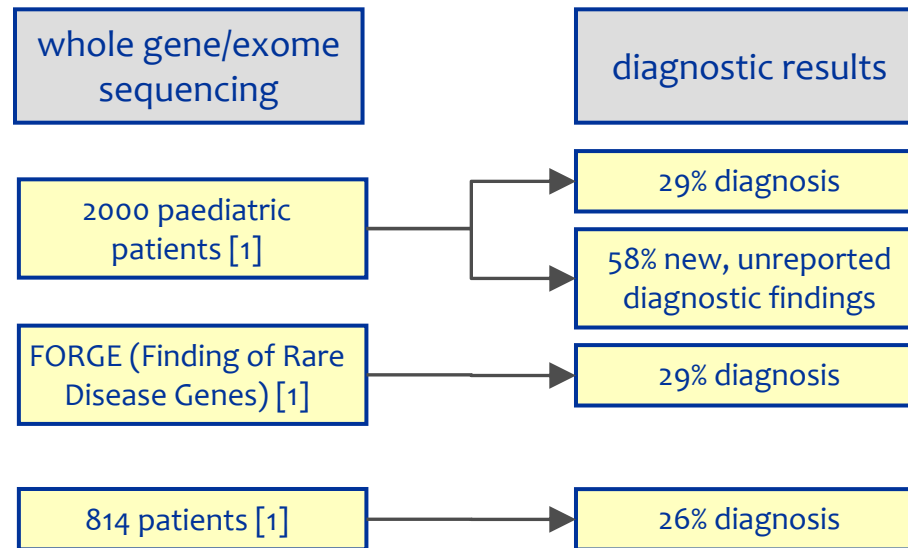 whole gene/exome
sequencing
diagnostic results
2000 paediatric
patients [1]
29% diagnosis
58% new, unreported
diagnostic findings
FORGE (Finding of Rare
Disease Genes) [1]
29% diagnosis
814 patients [1]
26% diagnosis